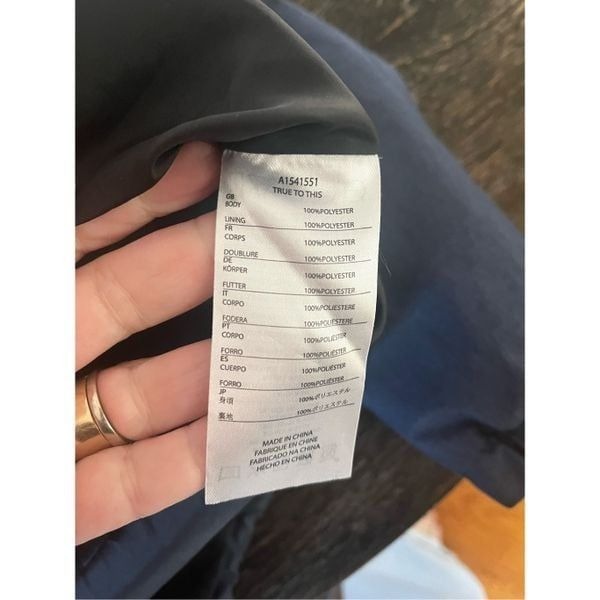 A1541551
TRUE TO THIS
GB
BODY 100%POLYESTER
LINING 100%POLYESTER
FR
CORPS 100%POLYESTER
DOUBLURE 100%POLYESTER
DE
KÖRPER 100%POLYESTER
FUTTER 100%POLYESTER
IT
CORPO 100%POLIESTERE
FODERA 100%POLIESTERE
PT
CORPO 100%POLIÉSTER
FORRO 100%POLIÉSTER
ES
CUERPO 100%POLIÉSTER
FORRO 100%POLIÉSTER
JP
身頃 100%ポリエステル
裏地 100%ポリエステル
MADE IN CHINA
FABRIQUE EN CHINE
FABRICADO NA CHINA
HECHO EN CHINA